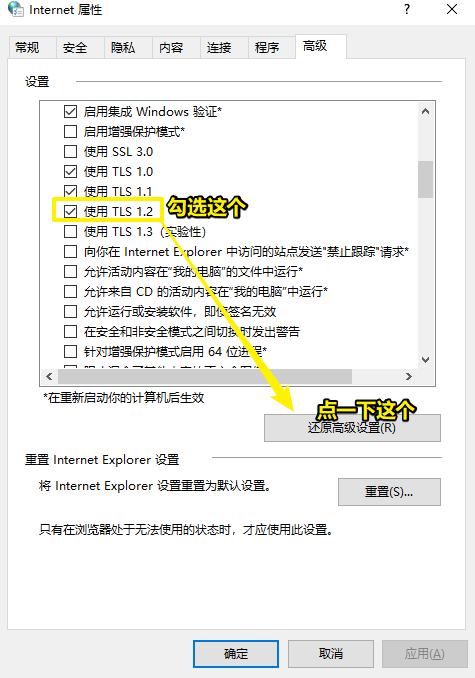 Internet 属性
常规 安全 隐私 内容 连接 程序 高级
设置
启用集成 Windows 验证*
启用增强保护模式*
使用 SSL 3.0
使用 TLS 1.0
使用 TLS 1.1
使用 TLS 1.2 勾选这个
使用 TLS 1.3（实验性）
向你在 Internet Explorer 中访问的站点发送"禁止跟踪"请求*
允许活动内容在"我的电脑"的文件中运行*
允许来自 CD 的活动内容在"我的电脑"中运行*
允许运行或安装软件，即使签名无效
在安全和非安全模式之间切换时发出警告
针对增强保护模式启用 64 位进程*
*在重新启动你的计算机后生效
点一下这个
还原高级设置(R)
重置 Internet Explorer 设置
将 Internet Explorer 设置重置为默认设置。
重置(S)...
只有在浏览器处于无法使用的状态时，才应使用此设置。
确定 取消 应用(A)